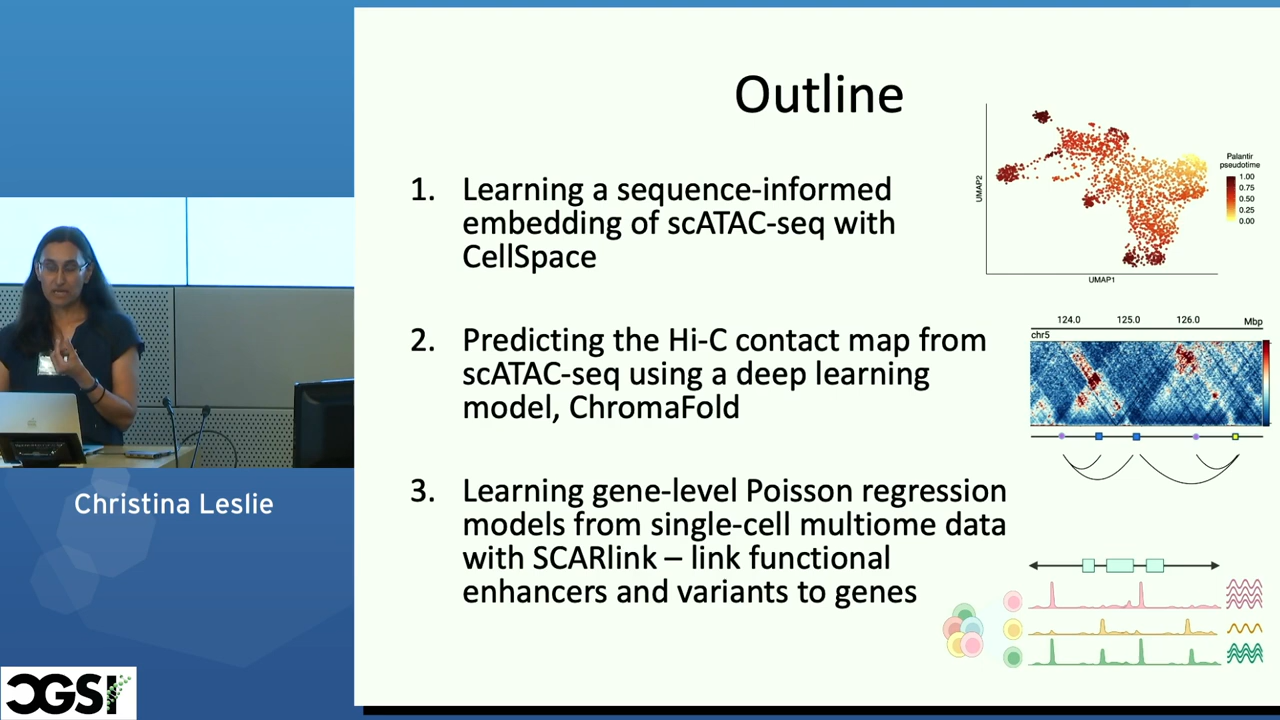 Outline
1. Learning a sequence-informed
embedding of scATAC-seq with
CellSpace
Palantir
pseudotime
1.00
0.75
0.50
0.25
0.00
UMAP2
UMAP1
2. Predicting the Hi-C contact map from
scATAC-seq using a deep learning
model, ChromaFold
124.0 125.0 126.0 Mbp
chr5
3. Learning gene-level Poisson regression
models from single-cell multiome data
with SCARlink – link functional
enhancers and variants to genes
Christina Leslie
CGSI